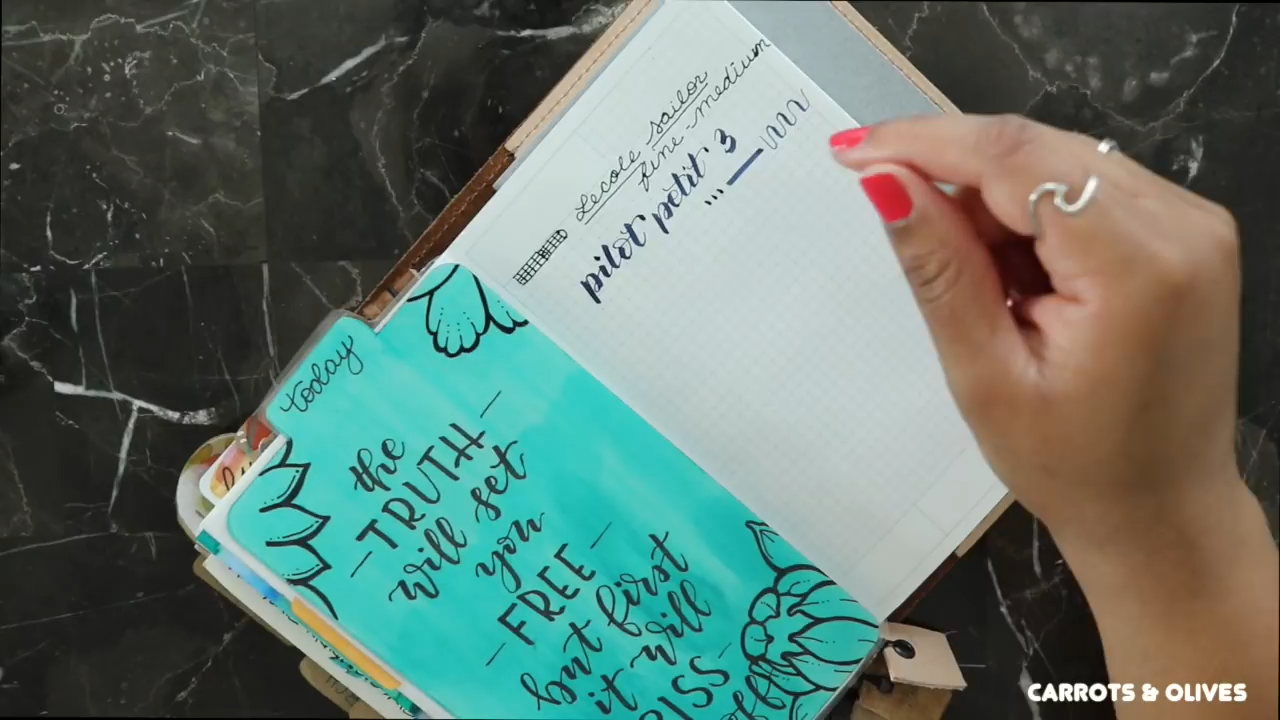 Lecole sailor
fine - medium
pilot petit 3
today
the
- TRUTH -
will set
you
- FREE -
but first
it will
CARROTS & OLIVES